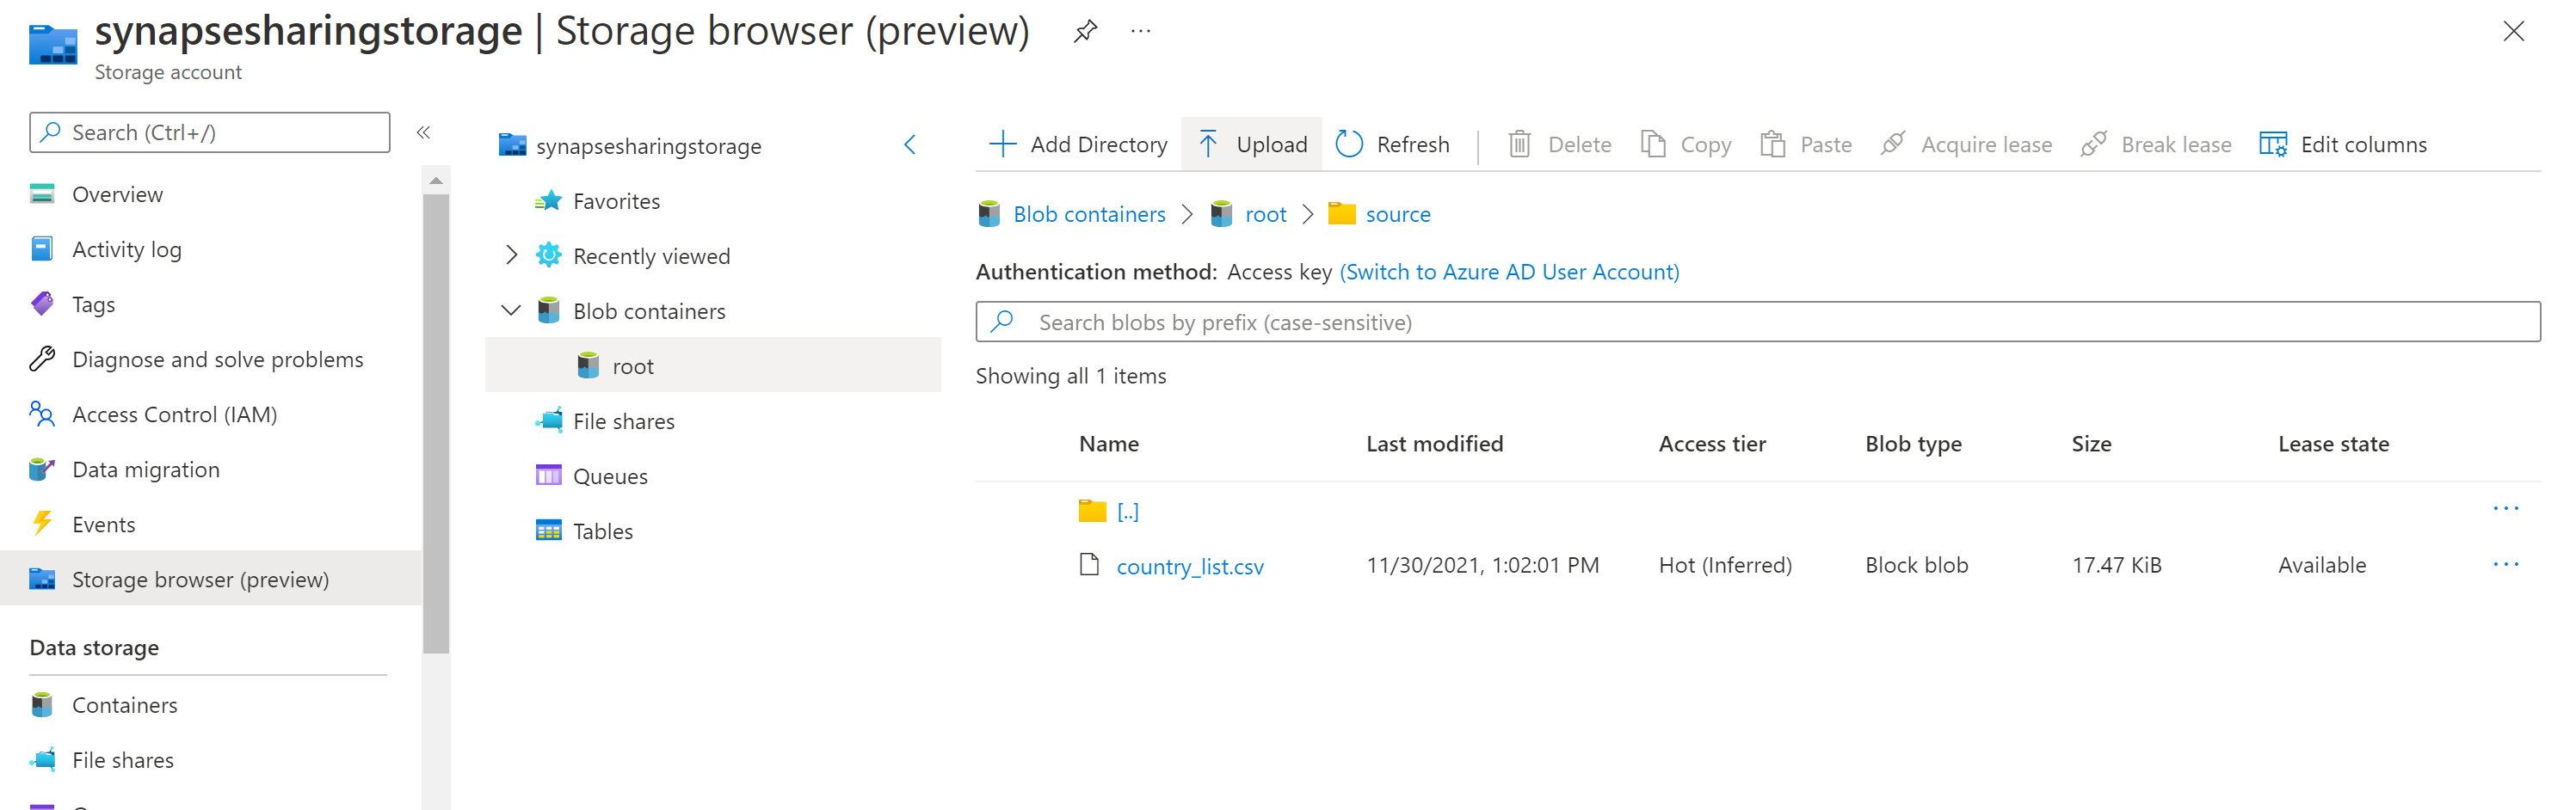 synapsesharingstorage | Storage browser (preview) ...
Storage account
Search (Ctrl+/)
«
Overview
Activity log
Tags
Diagnose and solve problems
Access Control (IAM)
Data migration
Events
Storage browser (preview)
Data storage
Containers
File shares
synapsesharingstorage
Favorites
Recently viewed
Blob containers
root
File shares
Queues
Tables
Add Directory Upload Refresh Delete Copy Paste Acquire lease Break lease Edit columns
Blob containers > root > source
Authentication method: Access key (Switch to Azure AD User Account)
Search blobs by prefix (case-sensitive)
Showing all 1 items
Name Last modified Access tier Blob type Size Lease state
[..] ...
country_list.csv 11/30/2021, 1:02:01 PM Hot (Inferred) Block blob 17.47 KiB Available ...